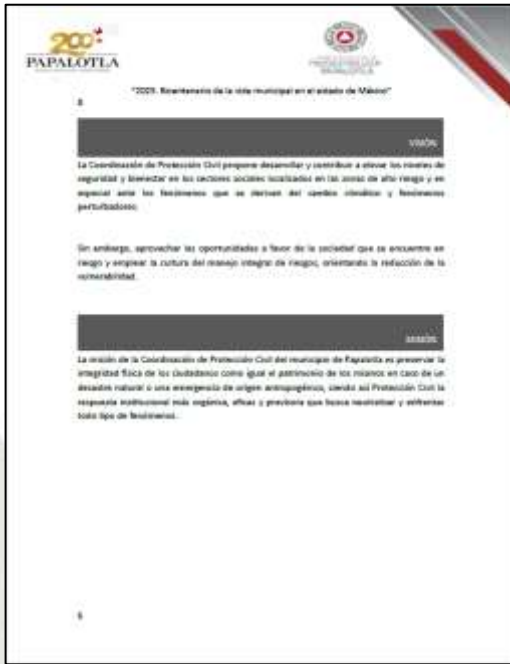 200
PAPALOTLA
PAPALOTLA
"2025. Bicentenario de la vida municipal en el estado de México"
VISIÓN
La Coordinación de Protección Civil propone desarrollar y contribuir a elevar los niveles de
seguridad y bienestar en los sectores sociales localizados en las zonas de alto riesgo y en
especial ante los fenómenos que se derivan del cambio climático y fenómenos
perturbadores.
Sin embargo, aprovechar las oportunidades a favor de la sociedad que se encuentra en
riesgo y emplear la cultura del manejo integral de riesgos, orientando la reducción de la
vulnerabilidad.
MISIÓN
La misión de la Coordinación de Protección Civil del municipio de Papalotla es preservar la
integridad física de los ciudadanos como igual el patrimonio de los mismos en caso de un
desastre natural o una emergencia de origen antropogénico, siendo así Protección Civil la
respuesta institucional más orgánica, eficaz y previsora que busca neutralizar y enfrentar
todo tipo de fenómenos.